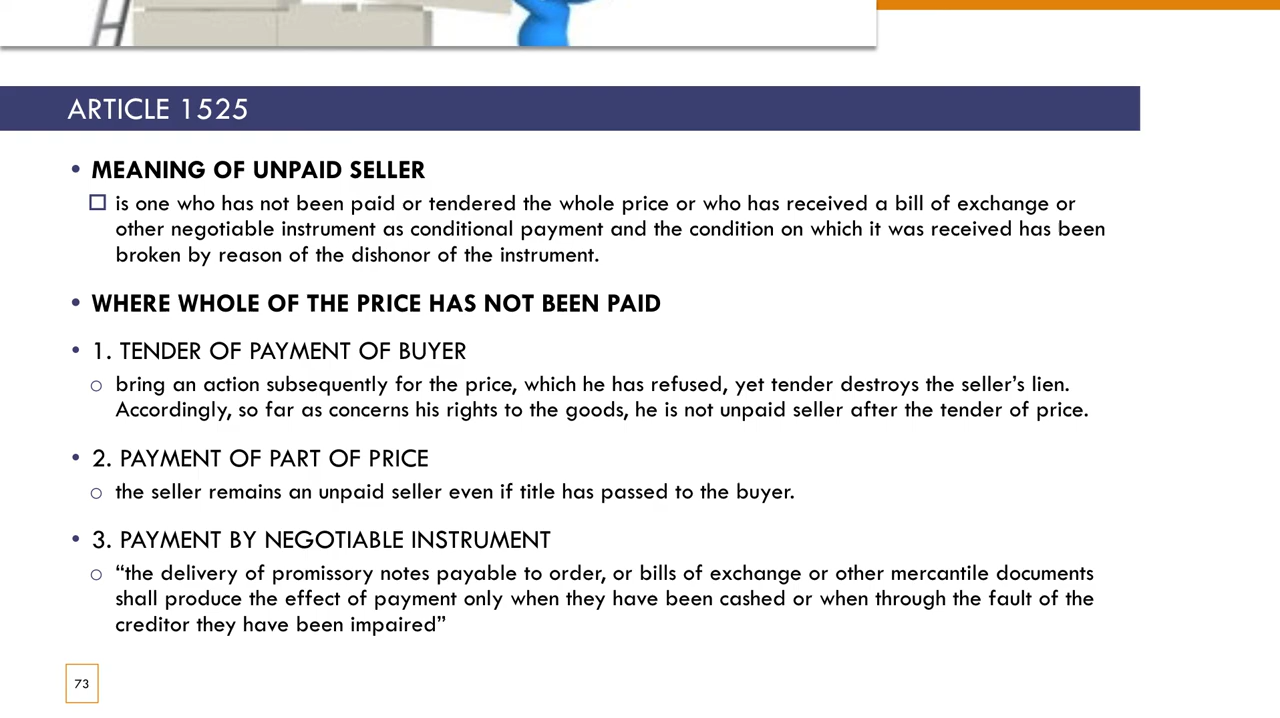 ARTICLE 1525
• MEANING OF UNPAID SELLER
☐ is one who has not been paid or tendered the whole price or who has received a bill of exchange or
other negotiable instrument as conditional payment and the condition on which it was received has been
broken by reason of the dishonor of the instrument.
• WHERE WHOLE OF THE PRICE HAS NOT BEEN PAID
• 1. TENDER OF PAYMENT OF BUYER
○ bring an action subsequently for the price, which he has refused, yet tender destroys the seller’s lien.
Accordingly, so far as concerns his rights to the goods, he is not unpaid seller after the tender of price.
• 2. PAYMENT OF PART OF PRICE
○ the seller remains an unpaid seller even if title has passed to the buyer.
• 3. PAYMENT BY NEGOTIABLE INSTRUMENT
○ “the delivery of promissory notes payable to order, or bills of exchange or other mercantile documents
shall produce the effect of payment only when they have been cashed or when through the fault of the
creditor they have been impaired”
73